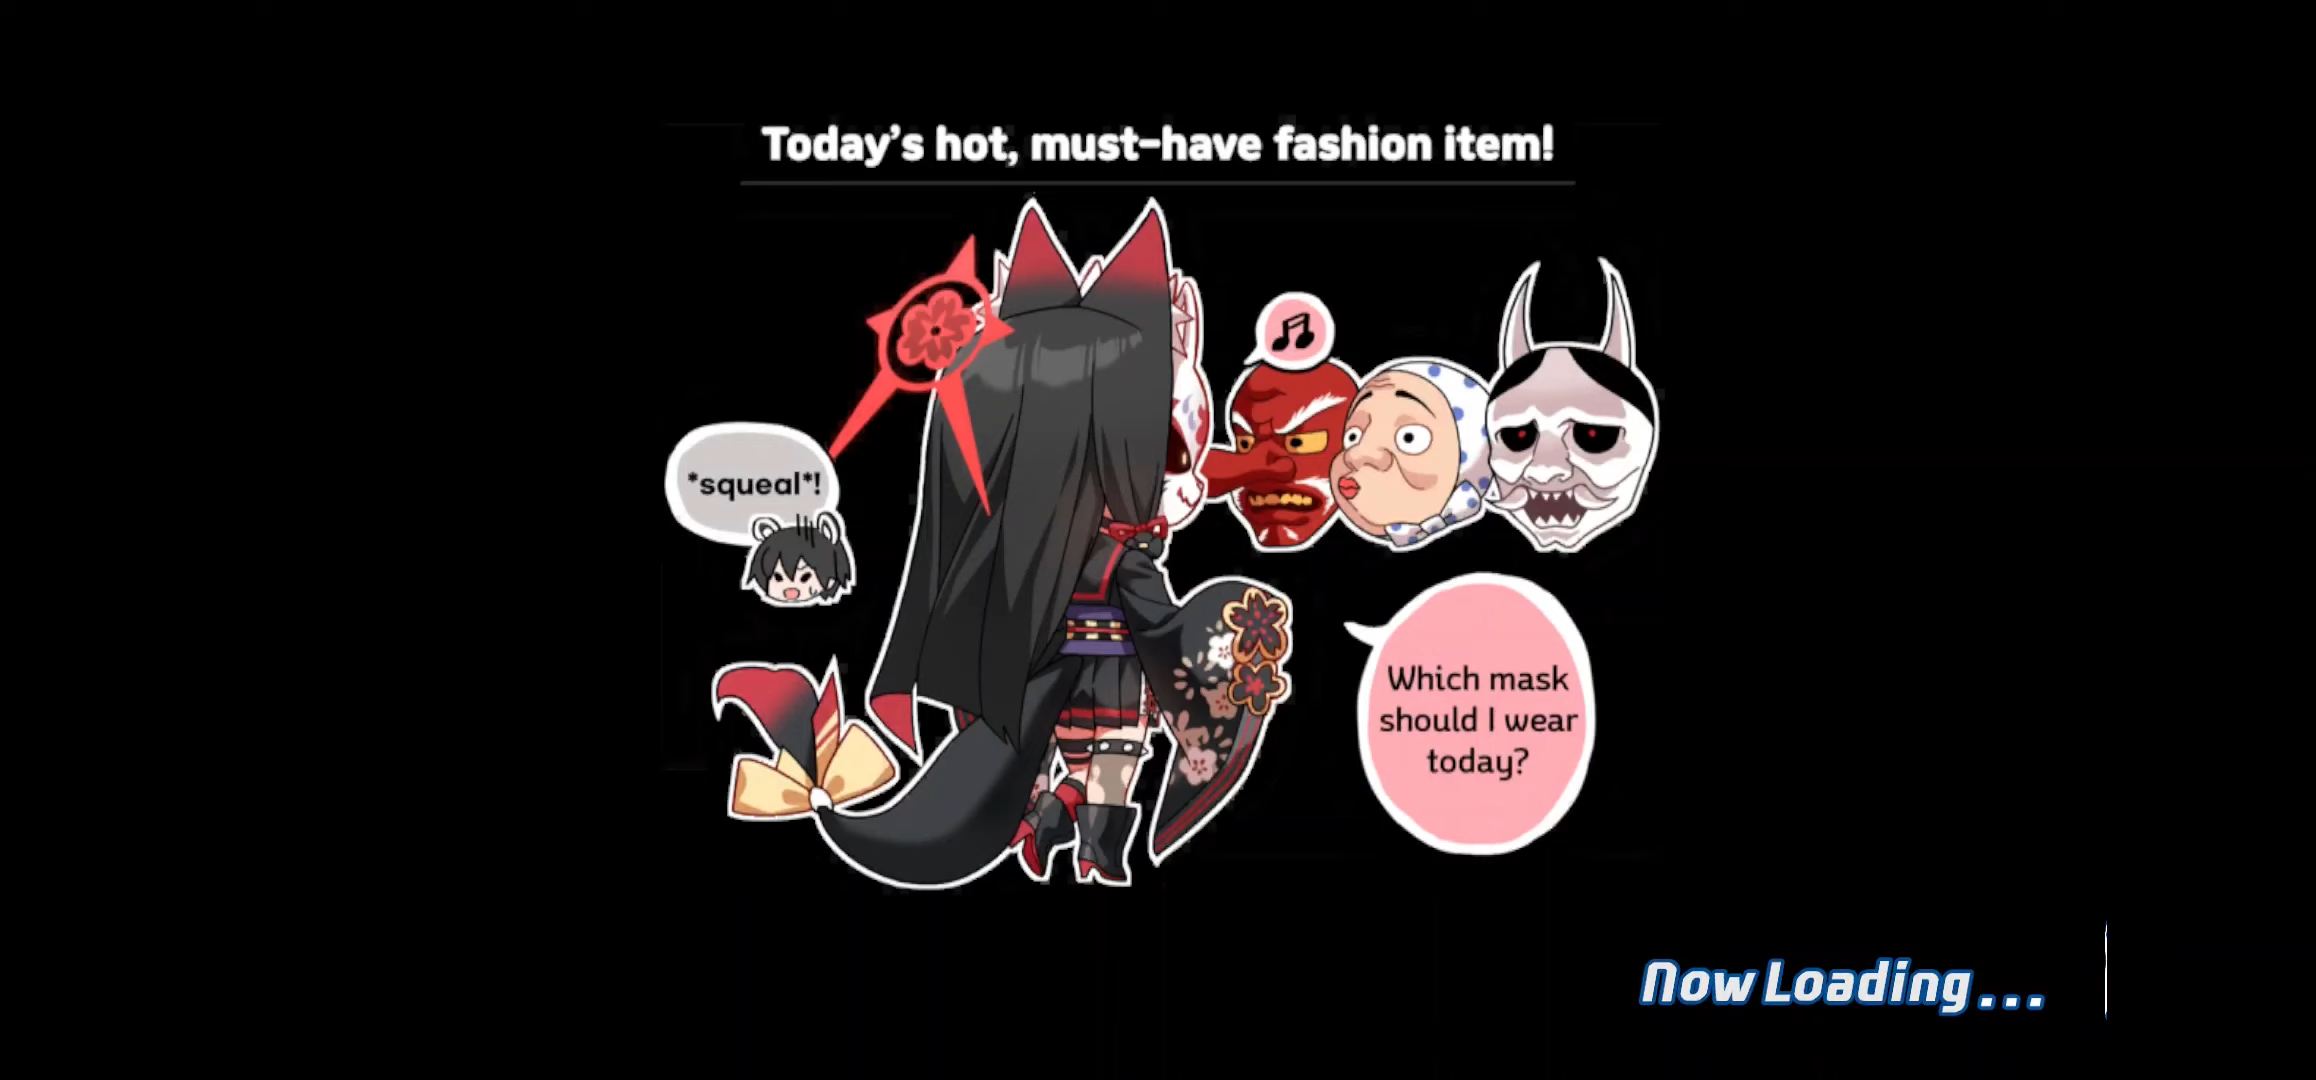 Today's hot, must-have fashion item!
*squeal*!
Which mask
should I wear
today?
Now Loading...